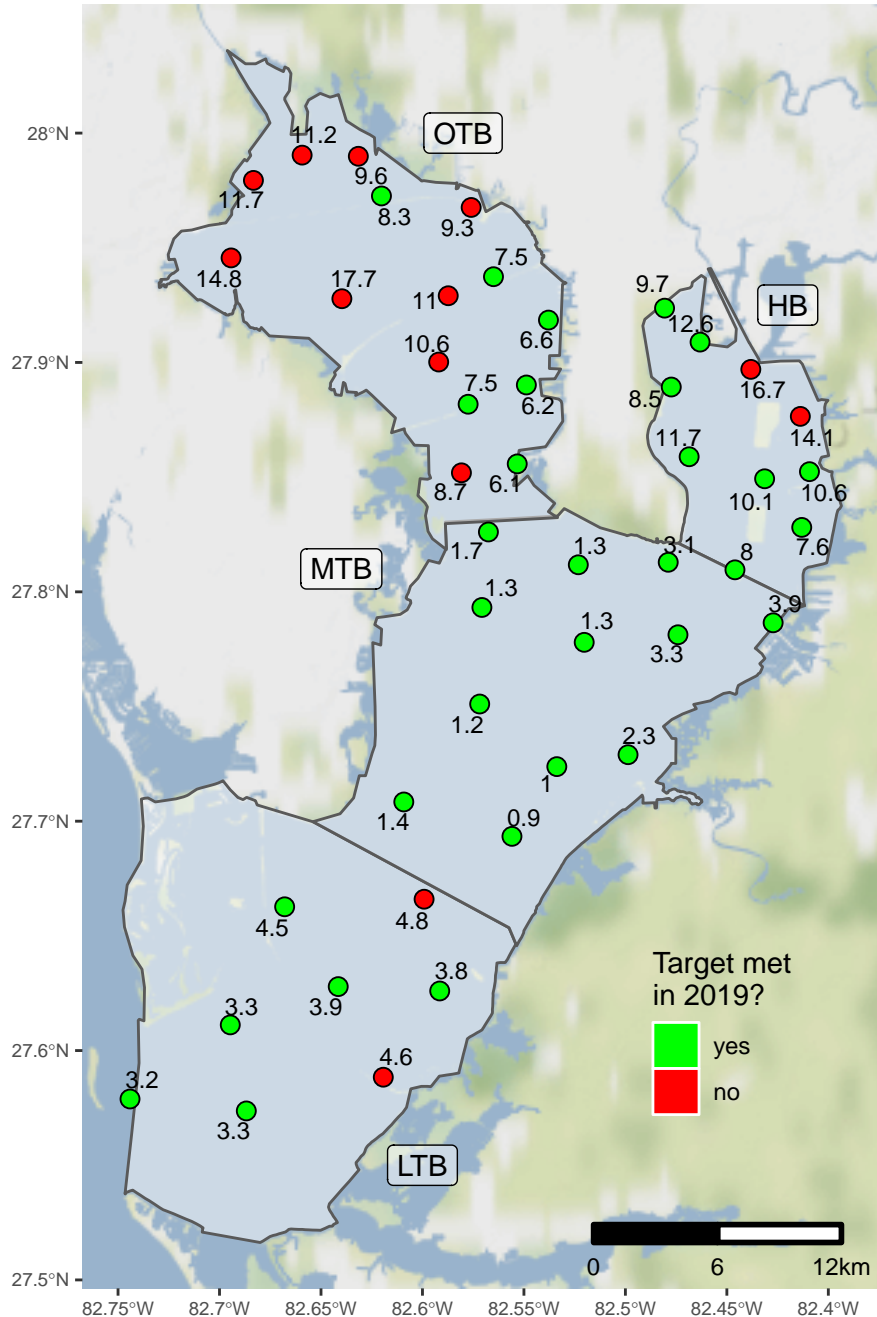 OTB
28°N
11.2
9.6
11.7
8.3
9.3
7.5
14.8
17.7
11
9.7
HB
12.6
6.6
27.9°N
10.6
16.7
7.5
6.2
8.5
14.1
11.7
8.7
6.1
10.1
10.6
7.6
1.7
1.3
3.1
8
MTB
27.8°N
1.3
3.9
1.3
3.3
1.2
2.3
1
27.7°N
1.4
0.9
4.5
4.8
3.8
3.9
3.3
Target met
in 2019?
yes
no
27.6°N
4.6
3.2
3.3
LTB
0 6 12km
27.5°N
82.75°W 82.7°W 82.65°W 82.6°W 82.55°W 82.5°W 82.45°W 82.4°W